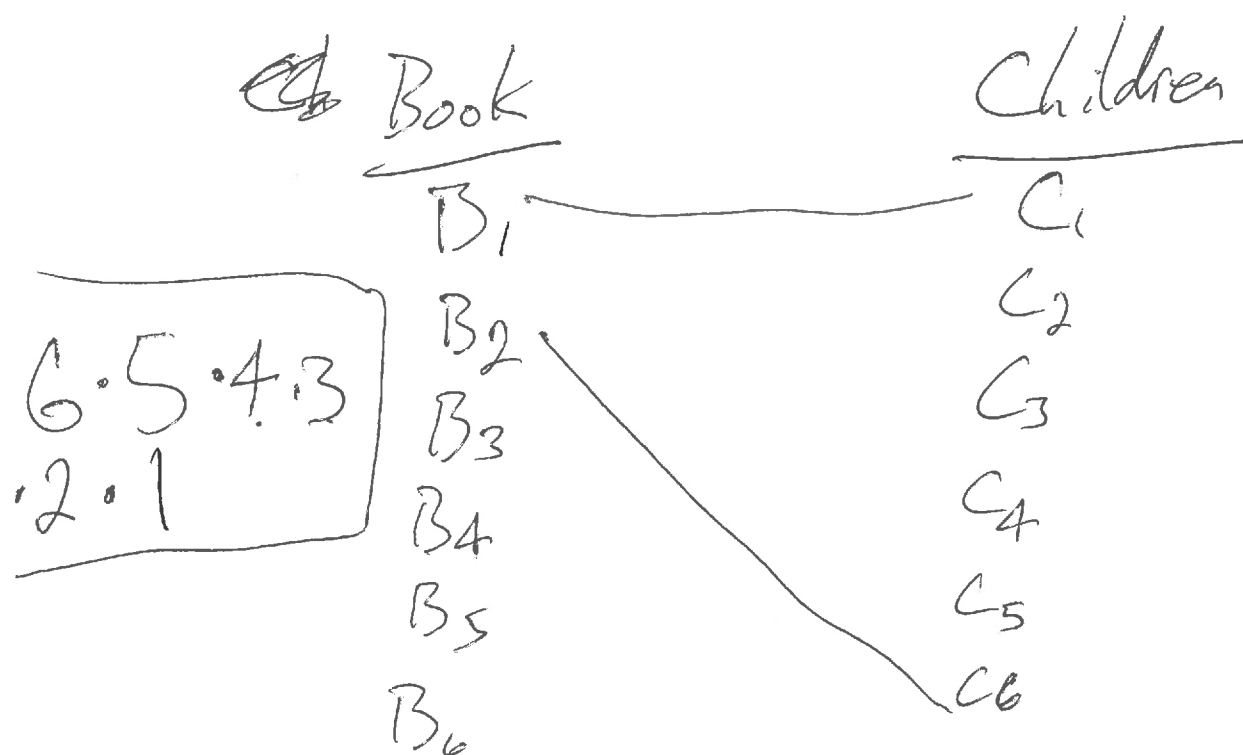 Book Children
B₁ C₁
B₂ C₂
6·5·4·3
B₃ C₃
·2·1
B₄ C₄
B₅ C₅
B₆ C₆